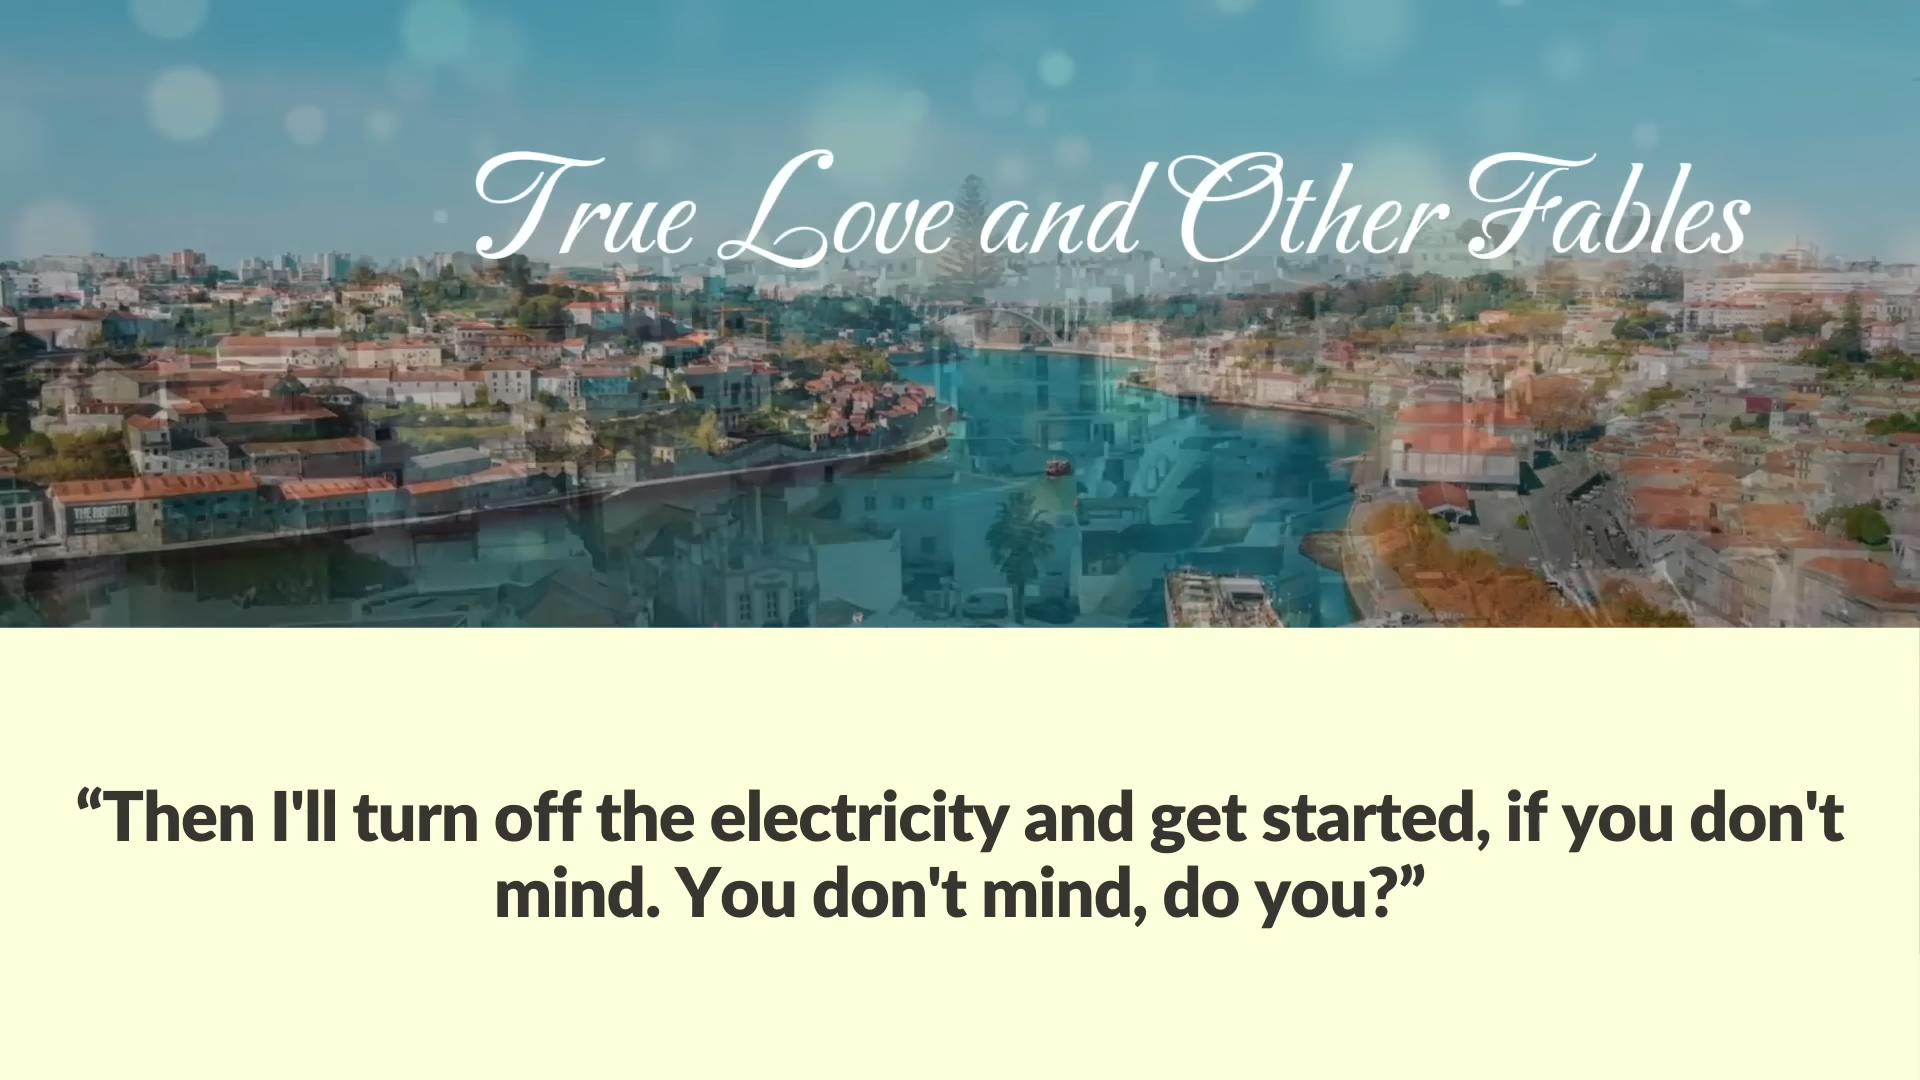 True Love and Other Fables
“Then I'll turn off the electricity and get started, if you don't
mind. You don't mind, do you?”